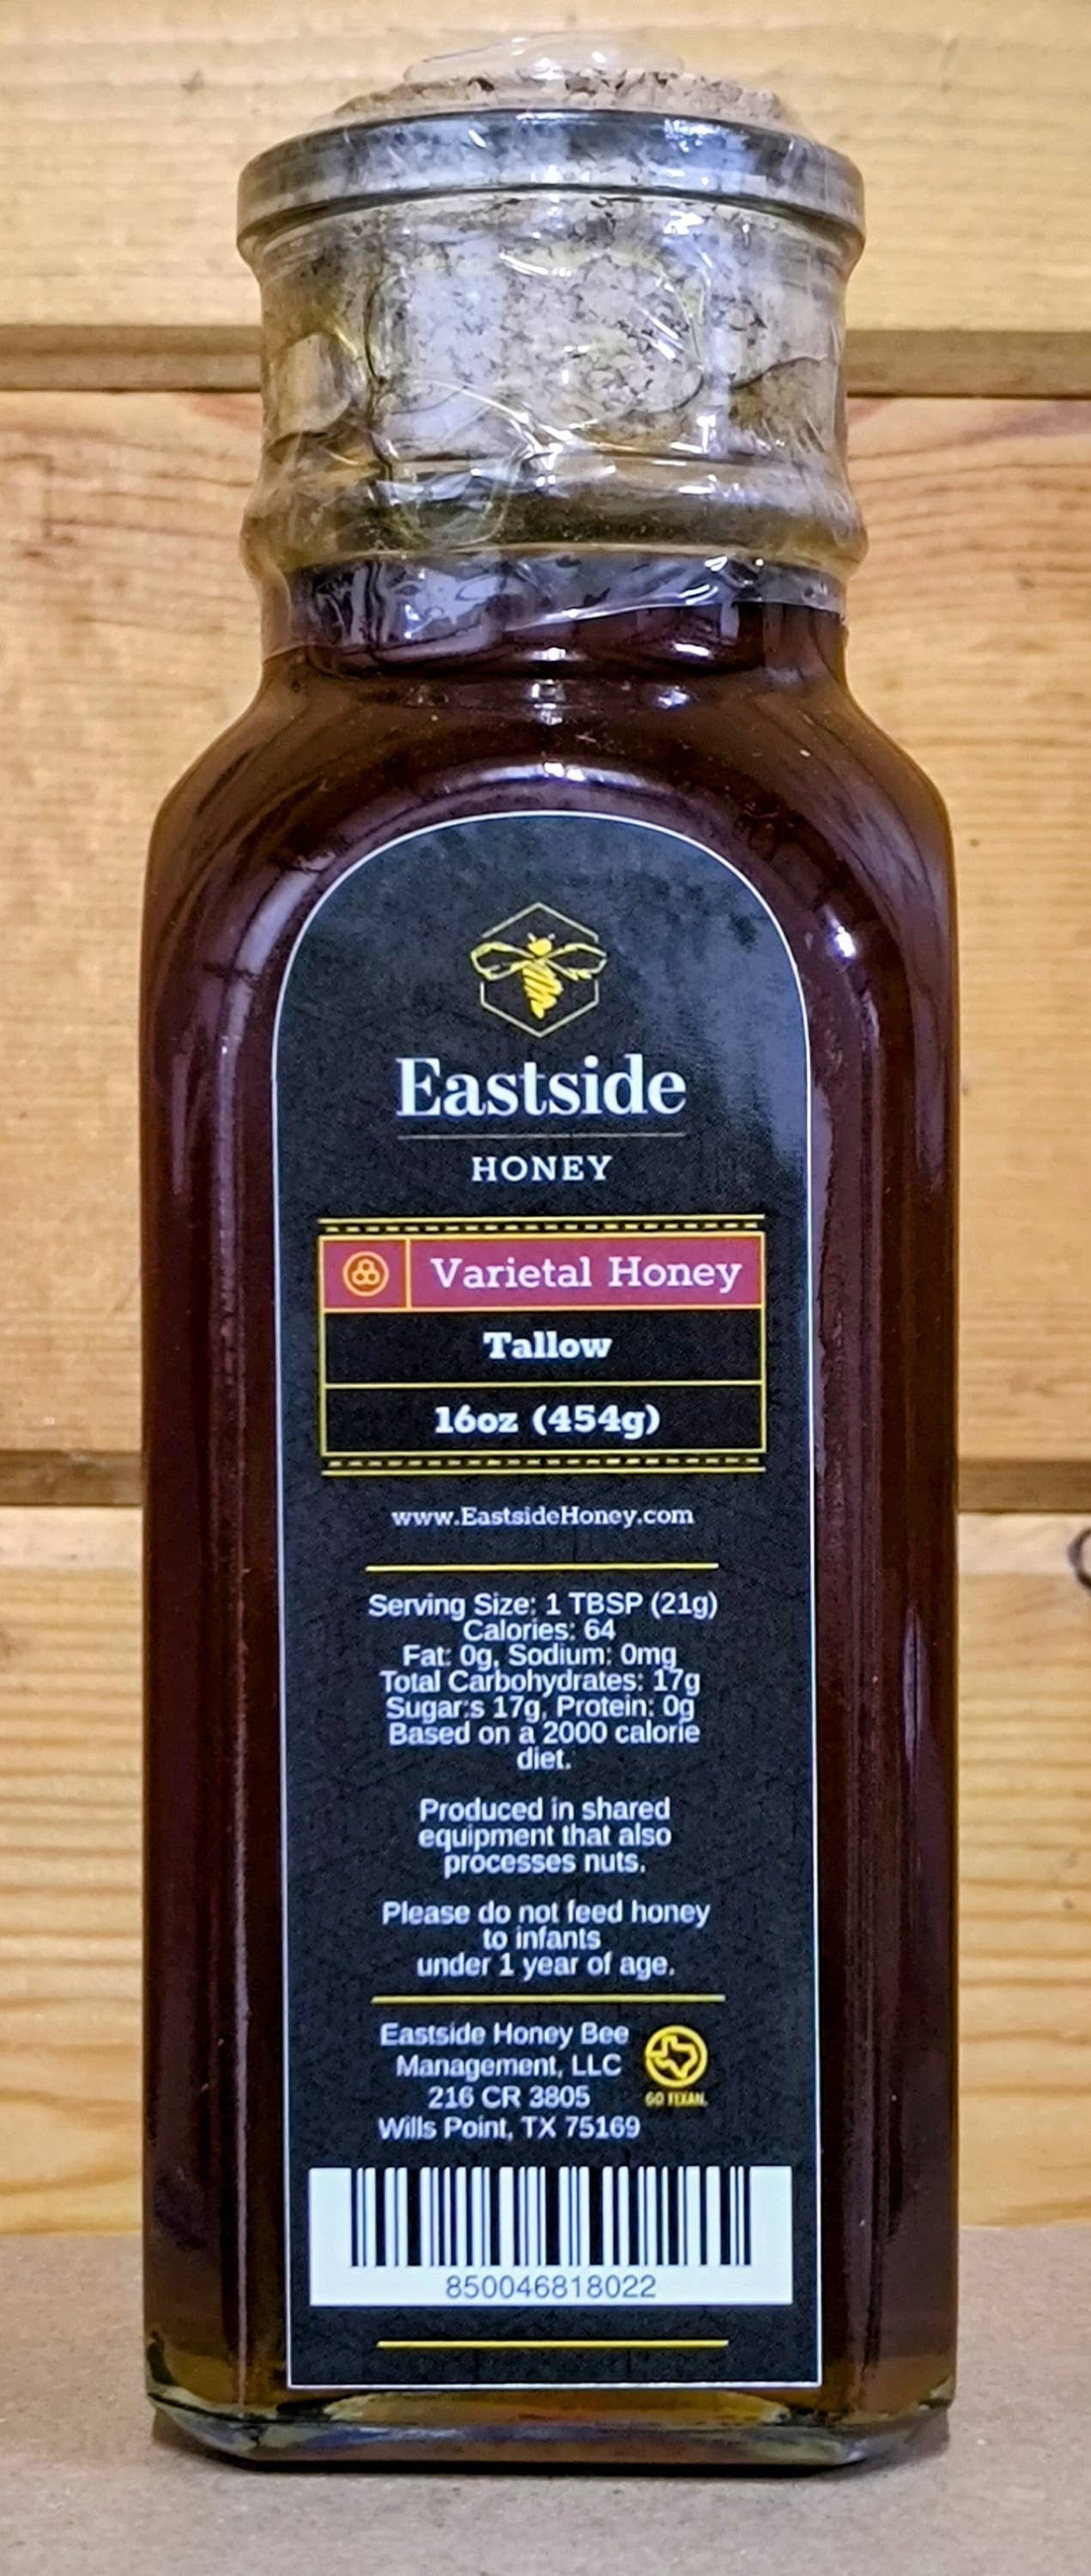 Eastside
HONEY
Varietal Honey
Tallow
16oz (454g)
www.EastsideHoney.com
Serving Size: 1 TBSP (21g)
Calories: 64
Fat: 0g, Sodium: 0mg
Total Carbohydrates: 17g
Sugar:s 17g, Protein: 0g
Based on a 2000 calorie
diet.
Produced in shared
equipment that also
processes nuts.
Please do not feed honey
to infants
under 1 year of age.
Eastside Honey Bee
Management, LLC
216 CR 3805
Wills Point, TX 75169
GO TEXAN.
850046818022